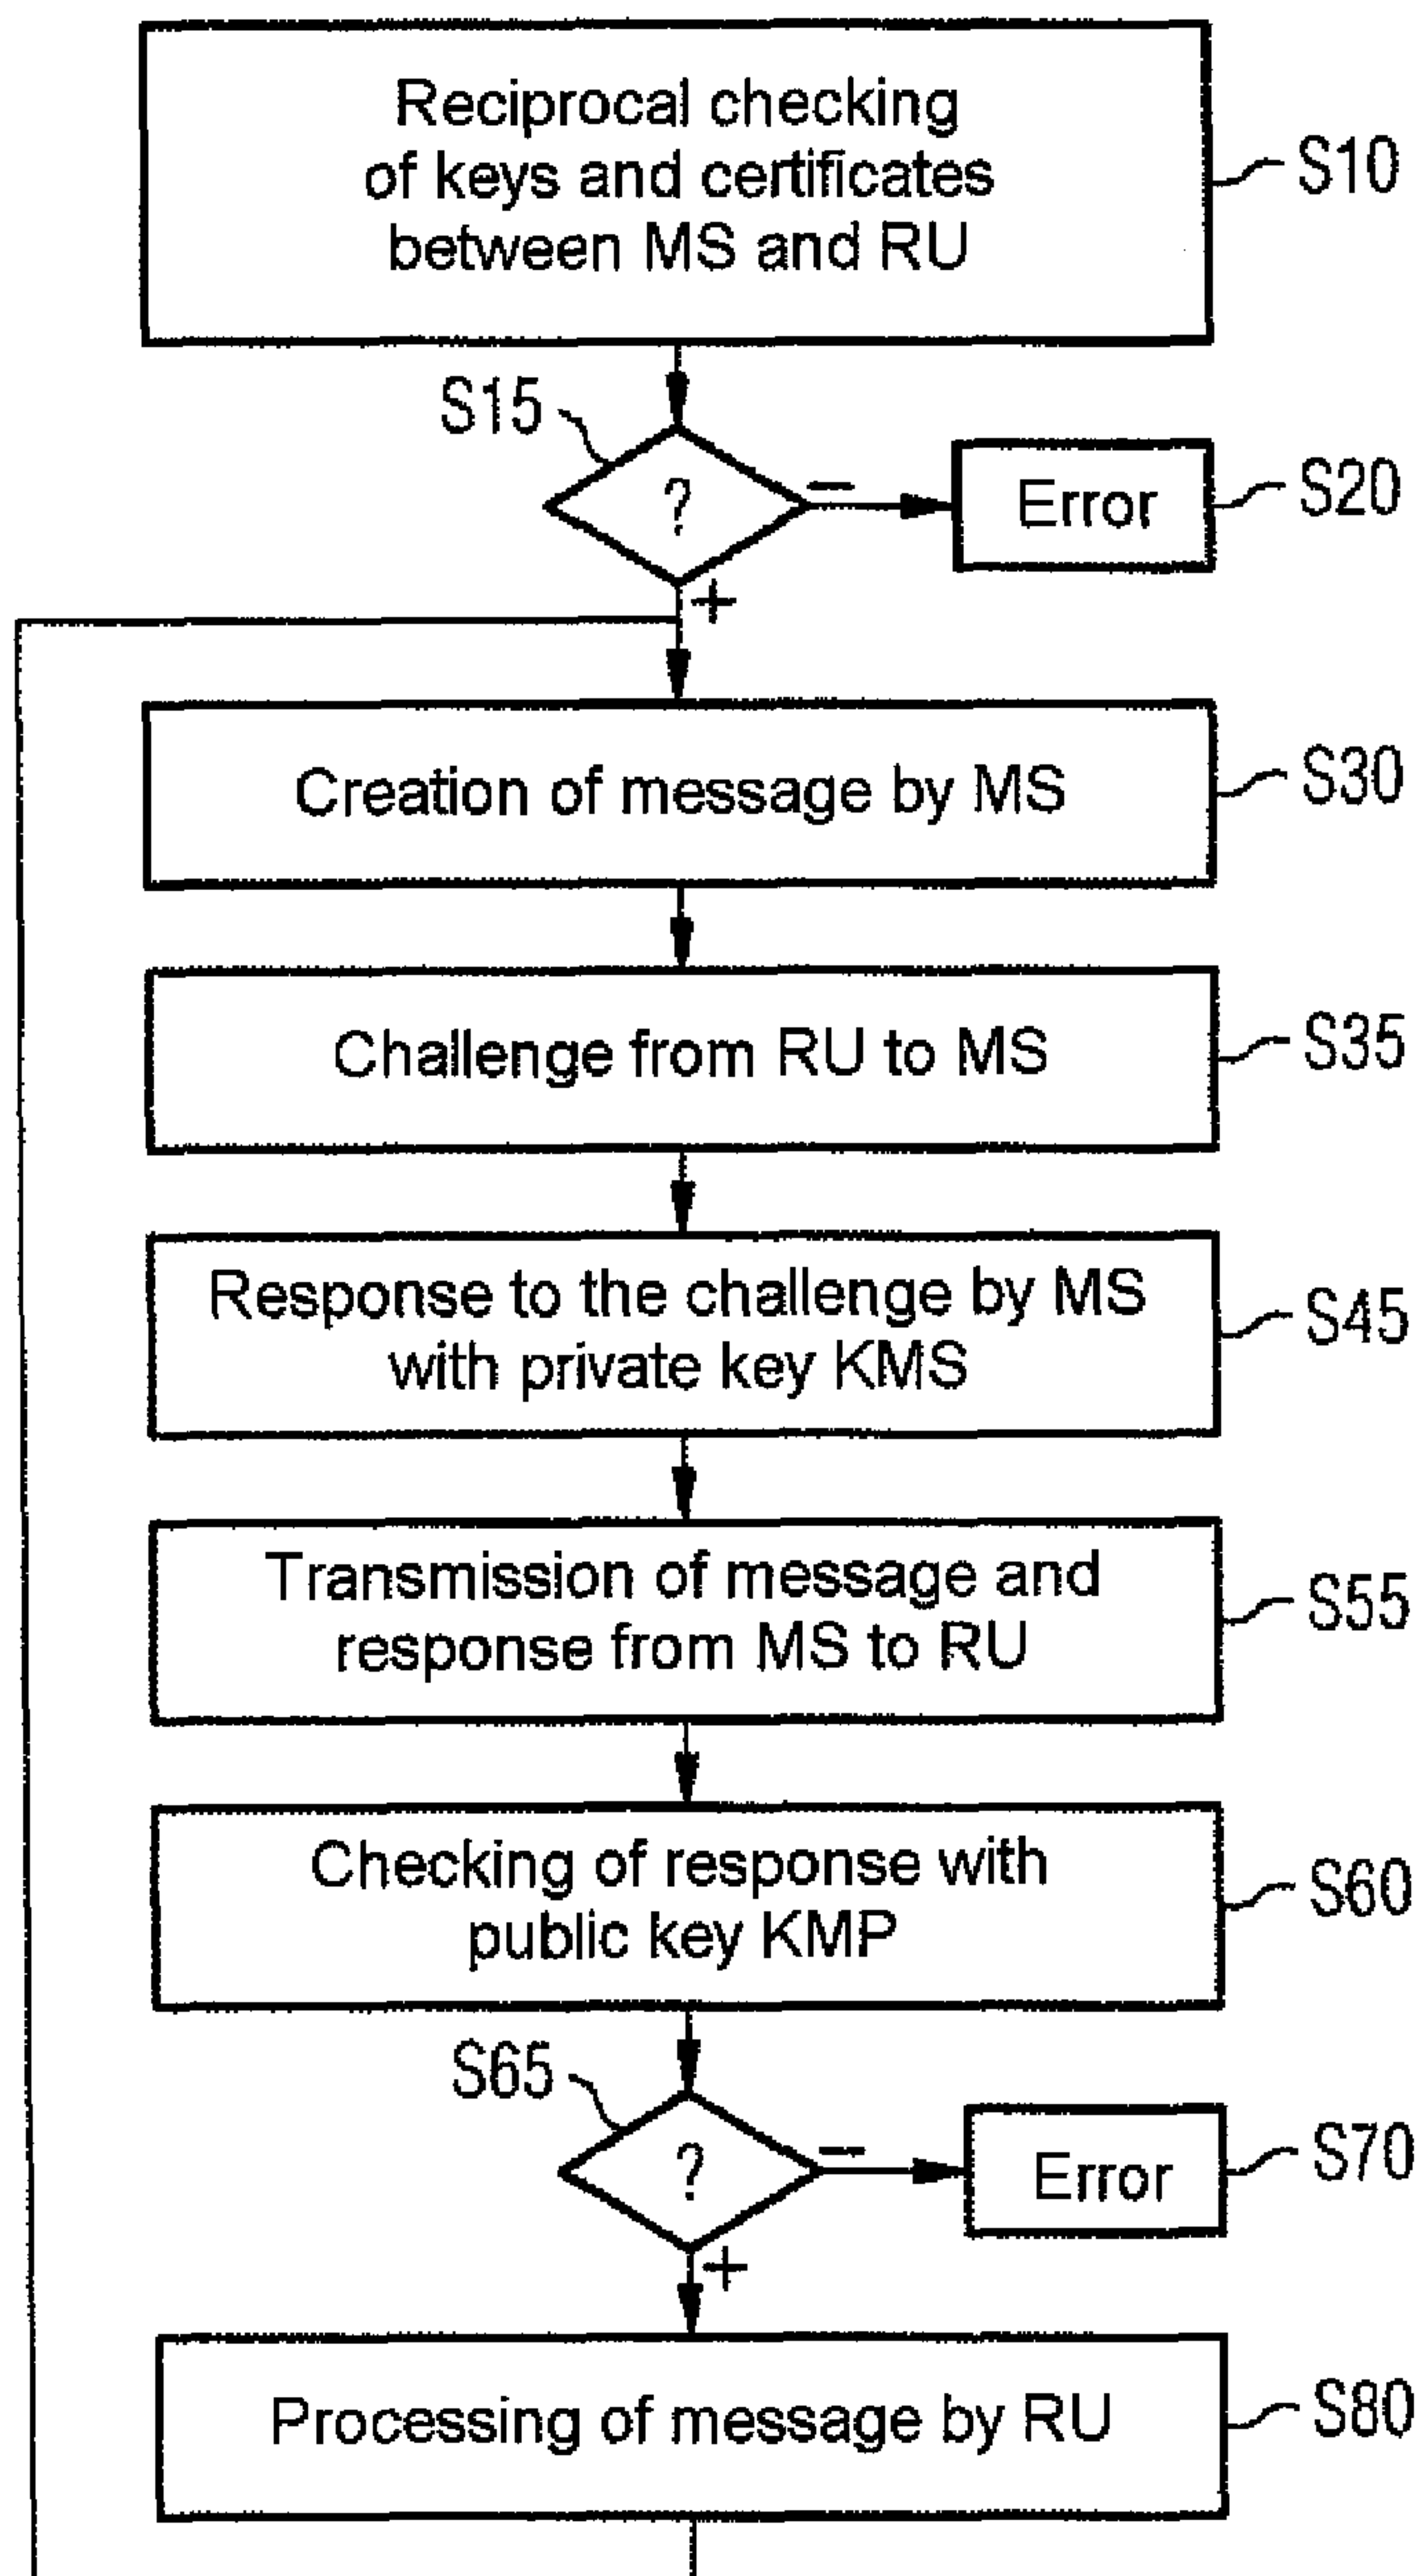 Reciprocal checking
of keys and certificates
between MS and RU
S10
S15
?
−
Error
S20
+
Creation of message by MS
S30
Challenge from RU to MS
S35
Response to the challenge by MS
with private key KMS
S45
Transmission of message and
response from MS to RU
S55
Checking of response with
public key KMP
S60
S65
?
−
Error
S70
+
Processing of message by RU
S80